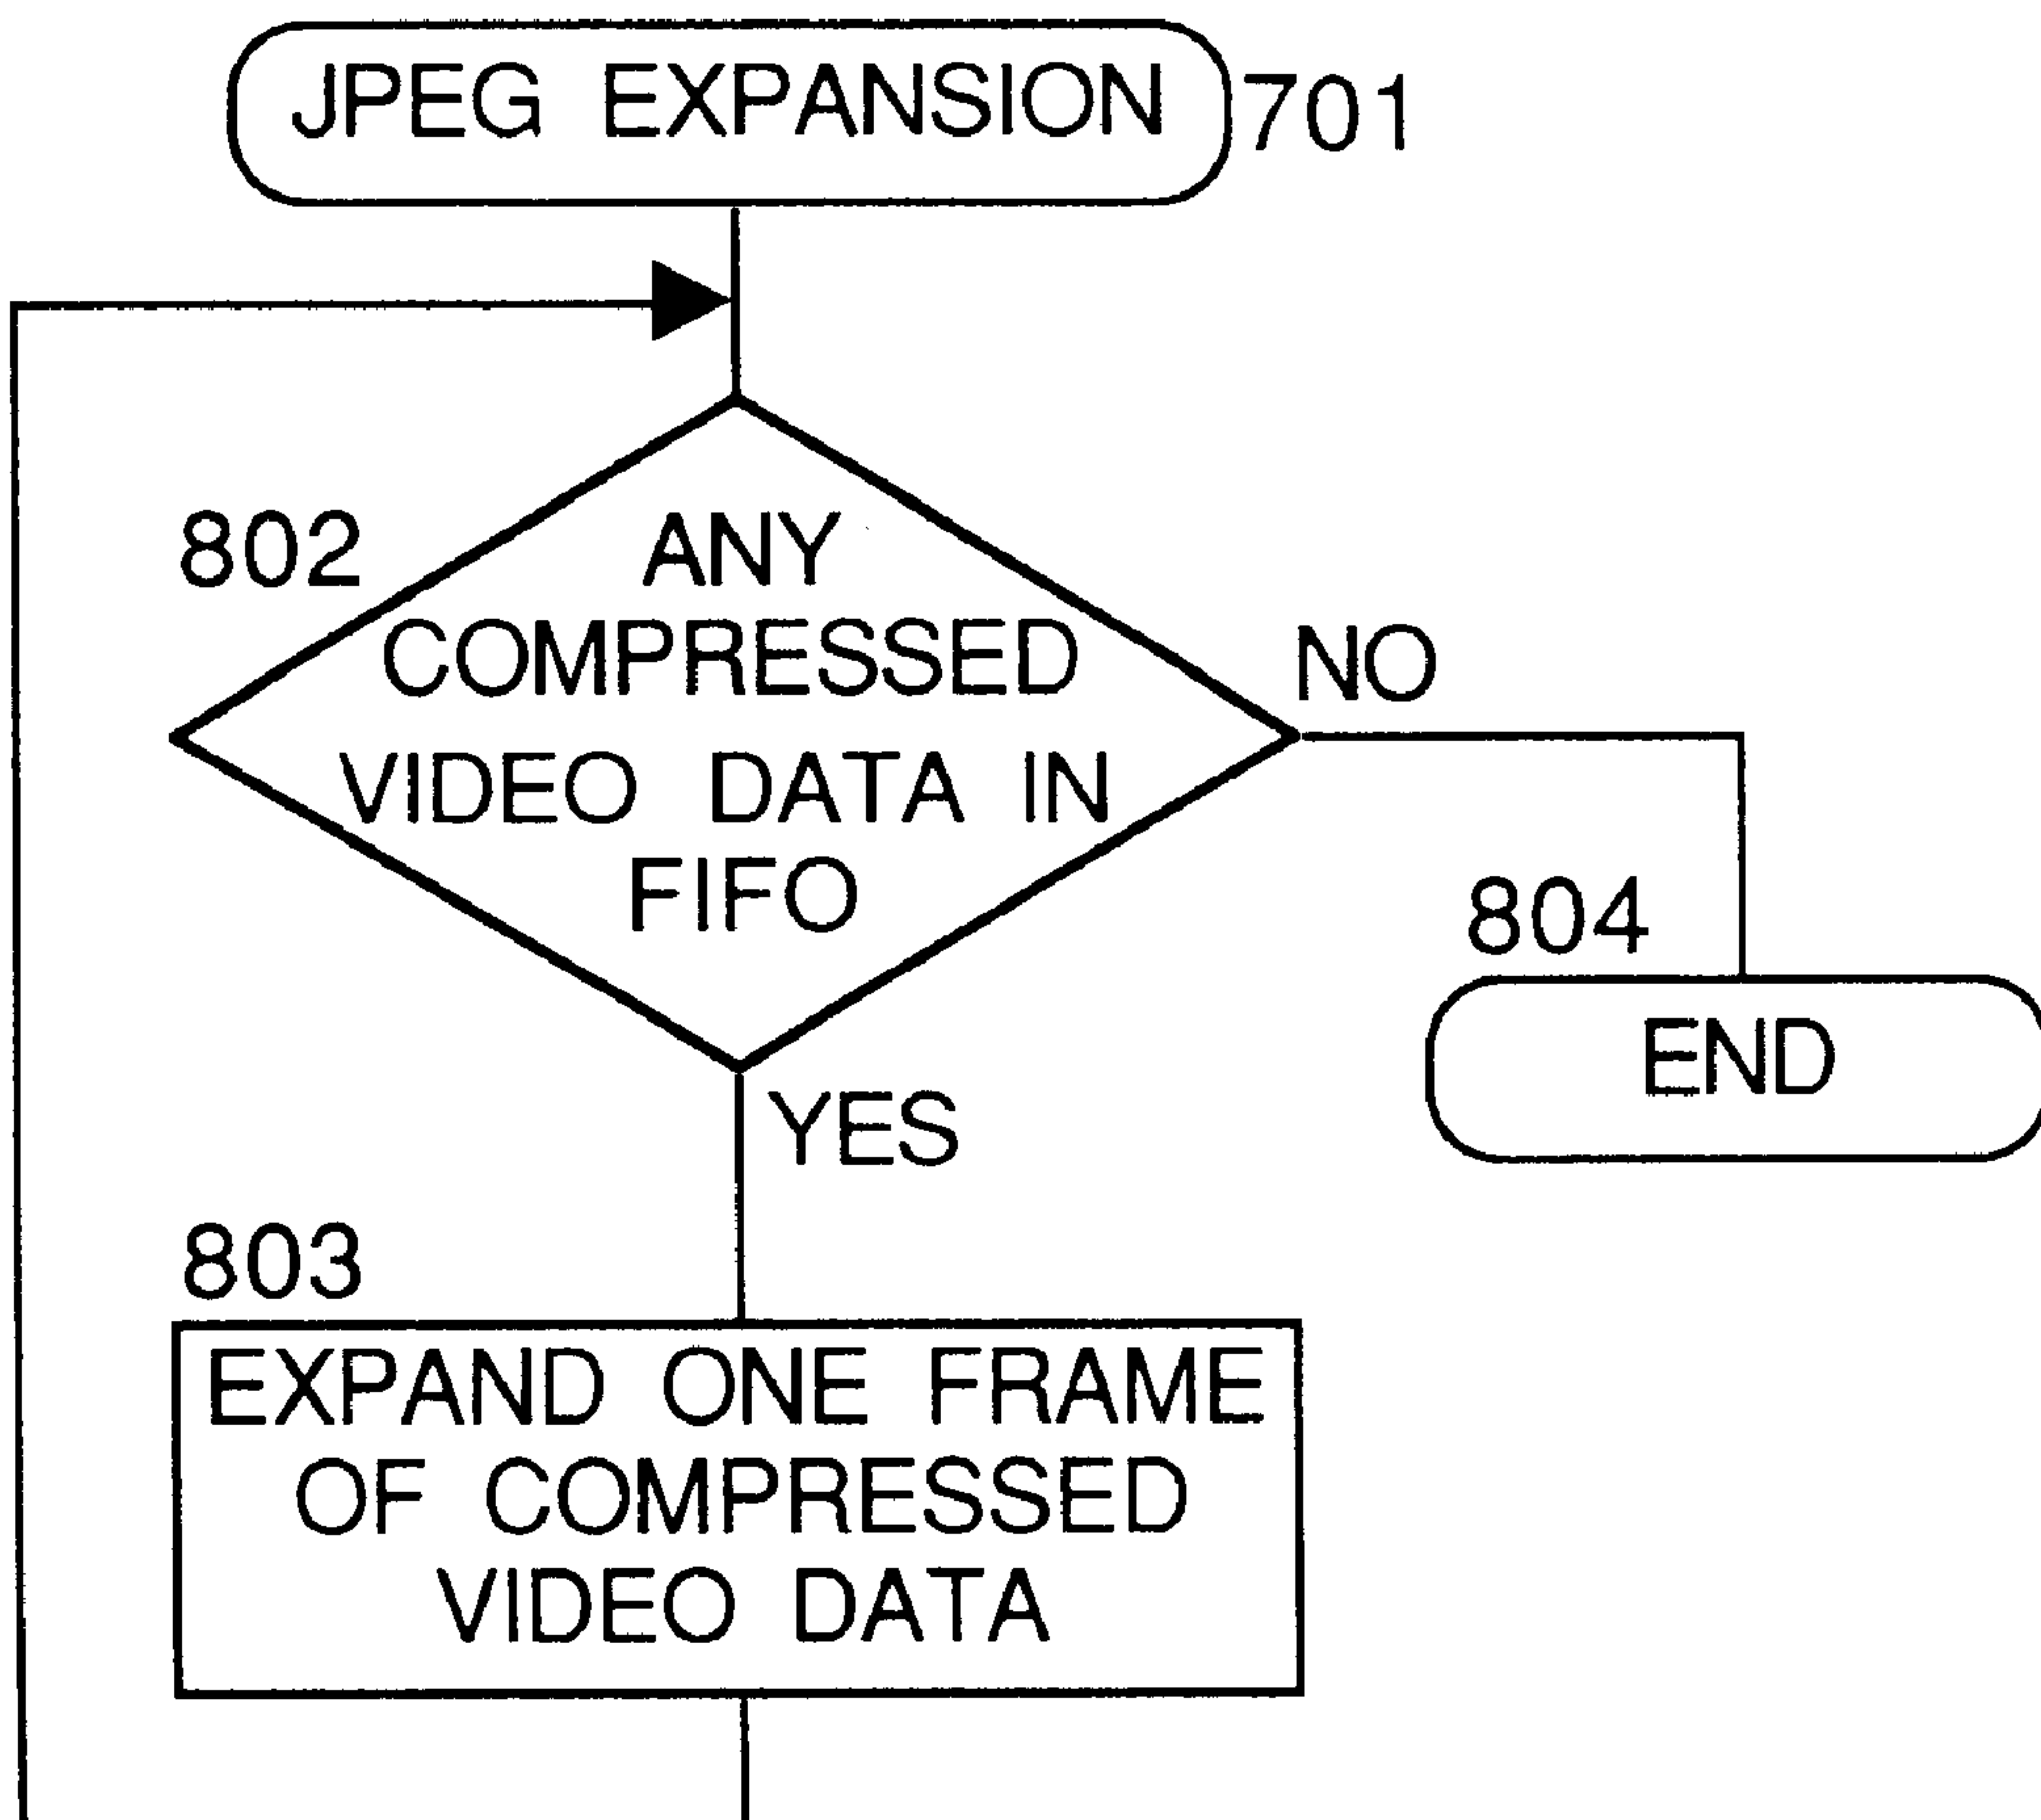 JPEG EXPANSION
701
802
ANY
COMPRESSED
VIDEO DATA IN
FIFO
NO
804
END
YES
803
EXPAND ONE FRAME
OF COMPRESSED
VIDEO DATA